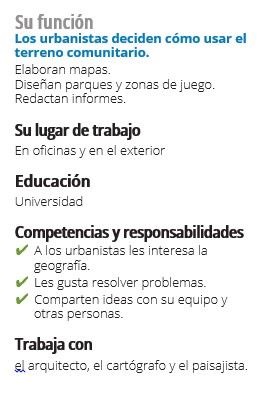 Su función
Los urbanistas deciden cómo usar el
terreno comunitario.
Elaboran mapas.
Diseñan parques y zonas de juego.
Redactan informes.
Su lugar de trabajo
En oficinas y en el exterior
Educación
Universidad
Competencias y responsabilidades
✔ A los urbanistas les interesa la
geografía.
✔ Les gusta resolver problemas.
✔ Comparten ideas con su equipo y
otras personas.
Trabaja con
el arquitecto, el cartógrafo y el paisajista.